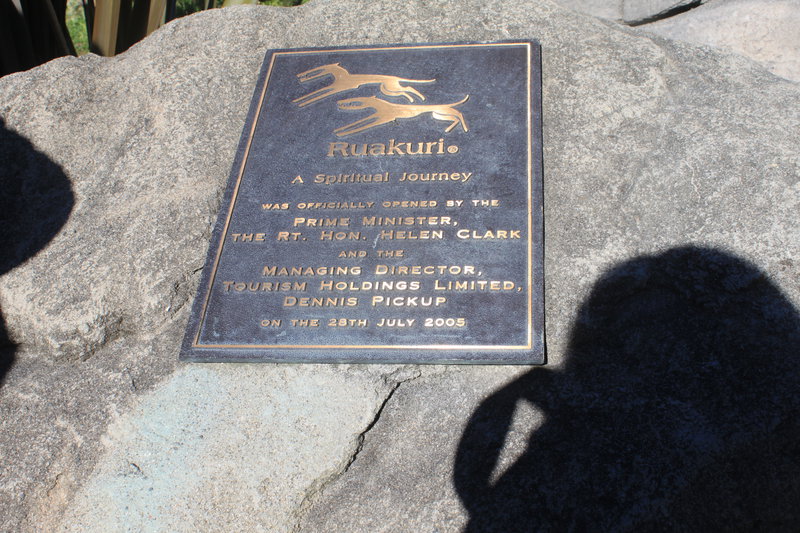 Ruakuri®
A Spiritual Journey
WAS OFFICIALLY OPENED BY THE
PRIME MINISTER,
THE RT. HON. HELEN CLARK
AND THE
MANAGING DIRECTOR,
TOURISM HOLDINGS LIMITED,
DENNIS PICKUP
ON THE 28TH JULY 2005